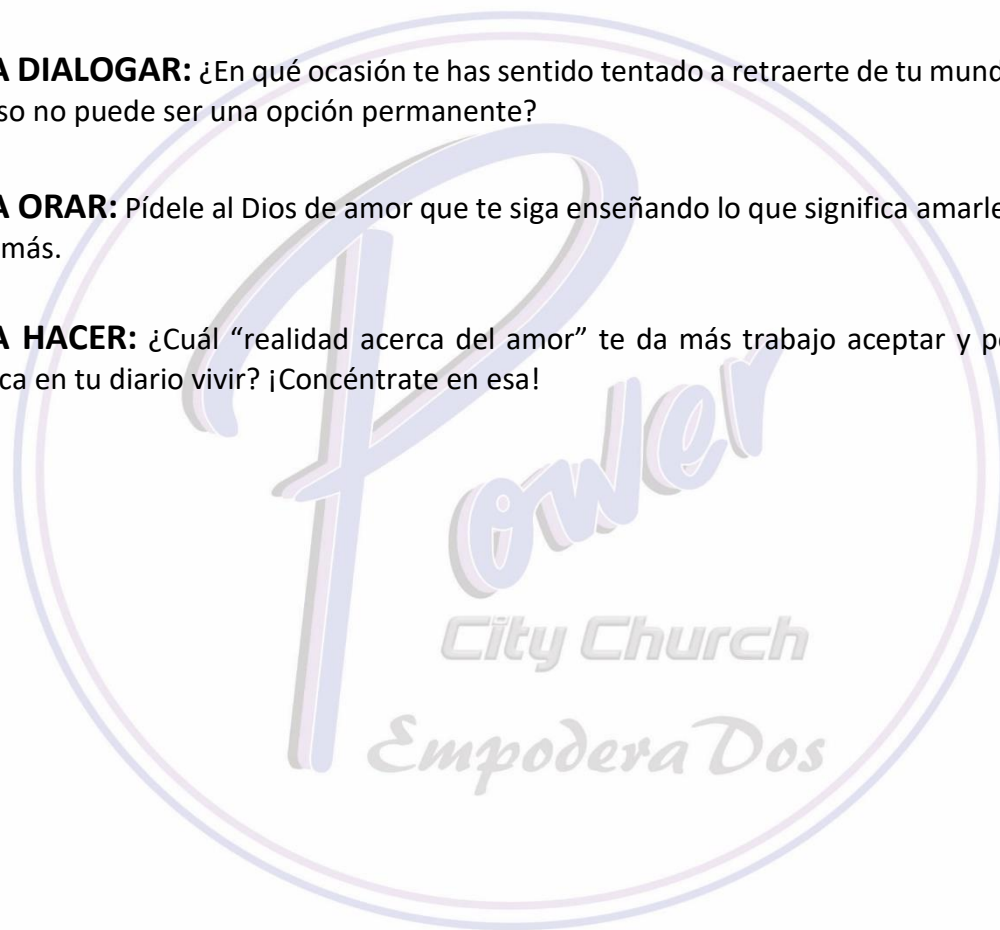 A DIALOGAR: ¿En qué ocasión te has sentido tentado a retraerte de tu mund
so no puede ser una opción permanente?
A ORAR: Pídele al Dios de amor que te siga enseñando lo que significa amarle
más.
A HACER: ¿Cuál “realidad acerca del amor” te da más trabajo aceptar y p
ca en tu diario vivir? ¡Concéntrate en esa!
Power
City Church
Empodera Dos